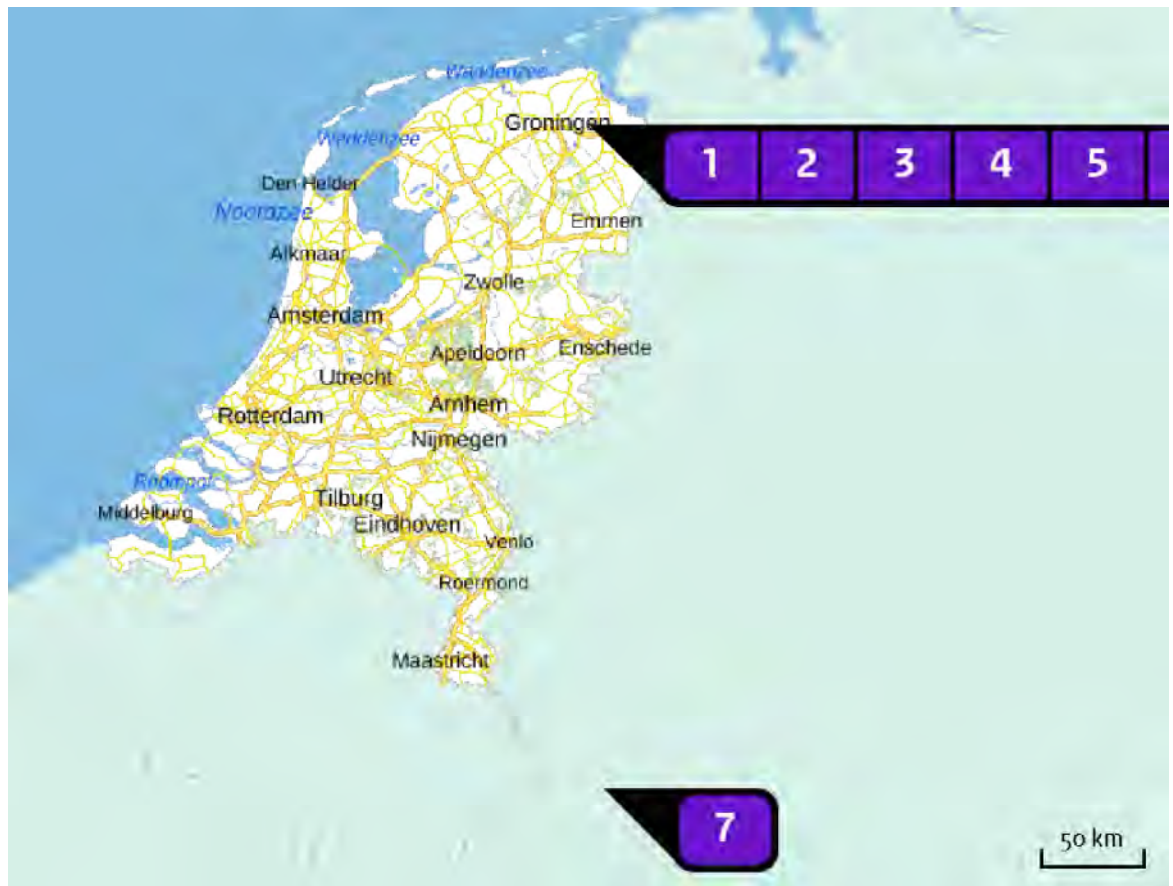 Waddenzee
Groningen
Waddenzee
1 2 3 4 5
Den Helder
Noordzee
Emmen
Alkmaar
Zwolle
Amsterdam
Enschede
Apeldoorn
Utrecht
Arnhem
Rotterdam
Nijmegen
Roompot
Tilburg
Middelburg
Eindhoven
Venlo
Roermond
Maastricht
7
50 km